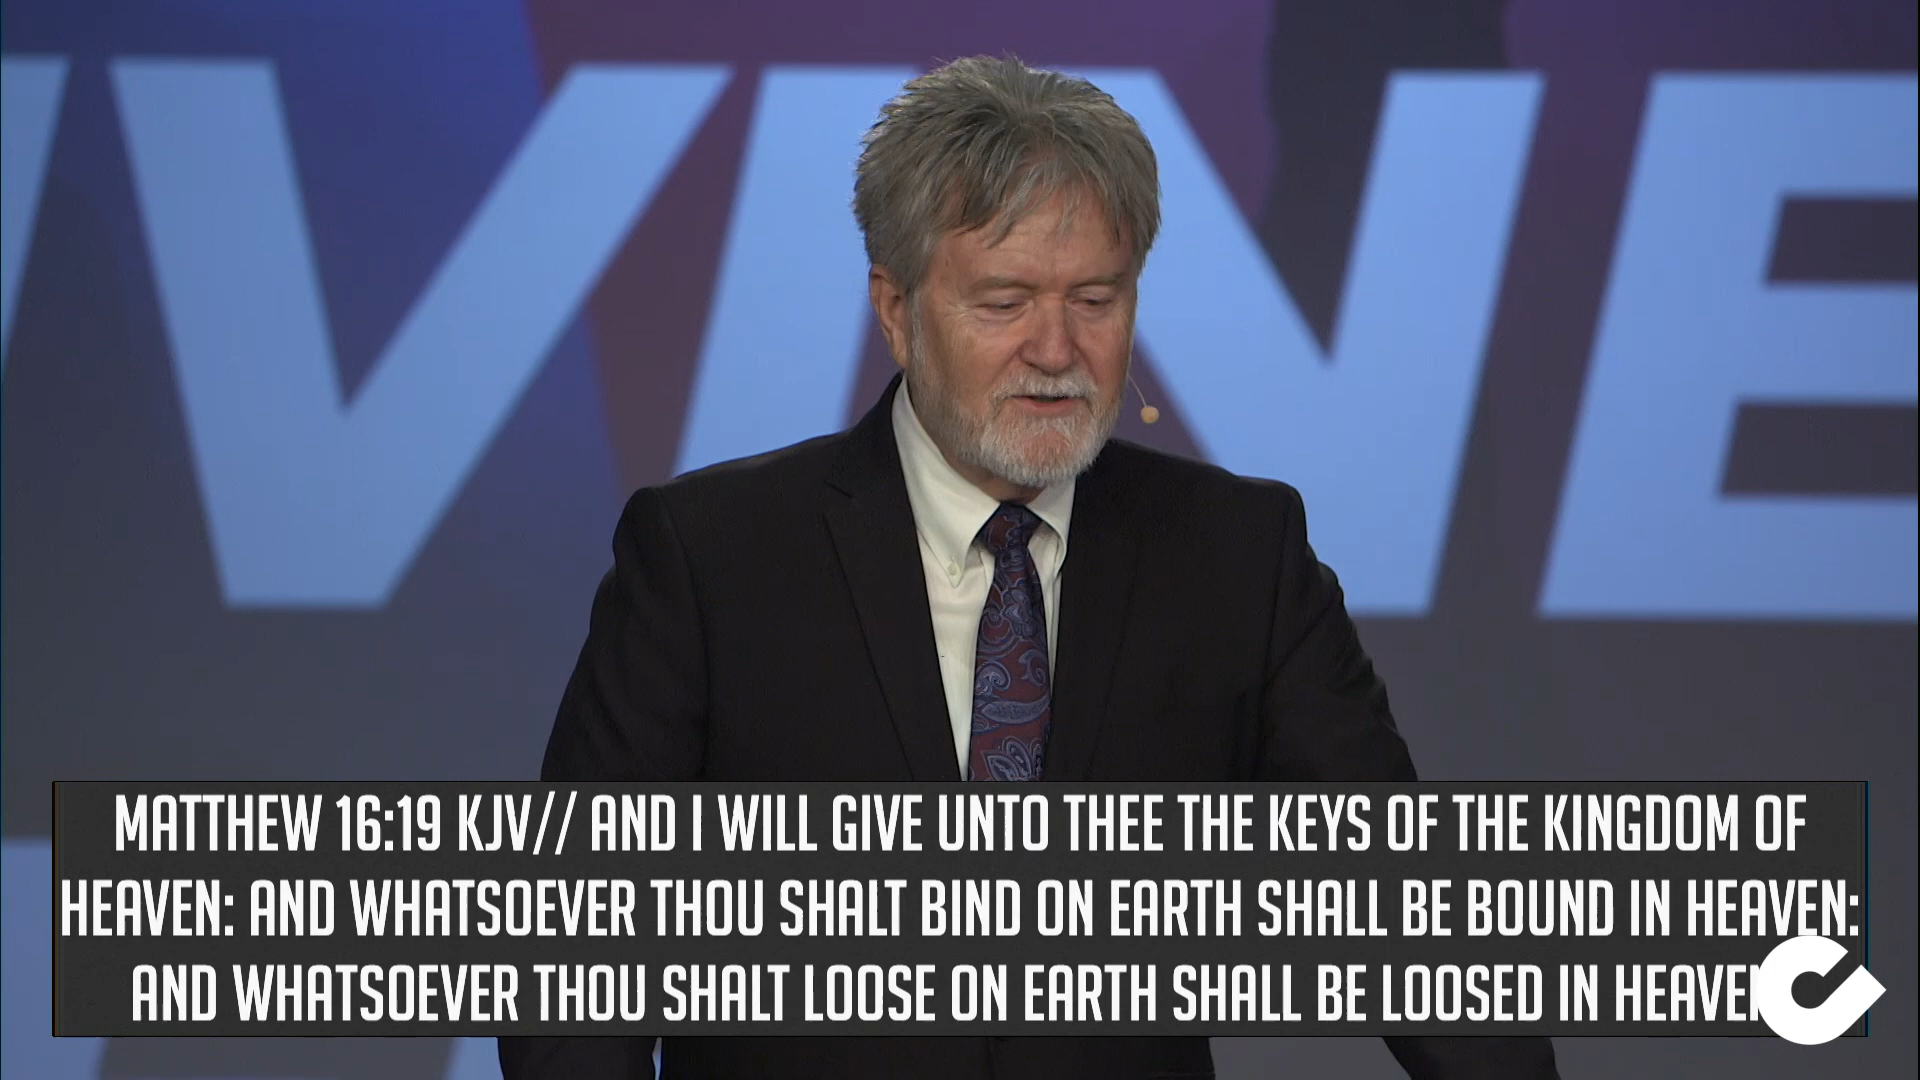 VINE
MATTHEW 16:19 KJV// AND I WILL GIVE UNTO THEE THE KEYS OF THE KINGDOM OF
HEAVEN: AND WHATSOEVER THOU SHALT BIND ON EARTH SHALL BE BOUND IN HEAVEN:
AND WHATSOEVER THOU SHALT LOOSE ON EARTH SHALL BE LOOSED IN